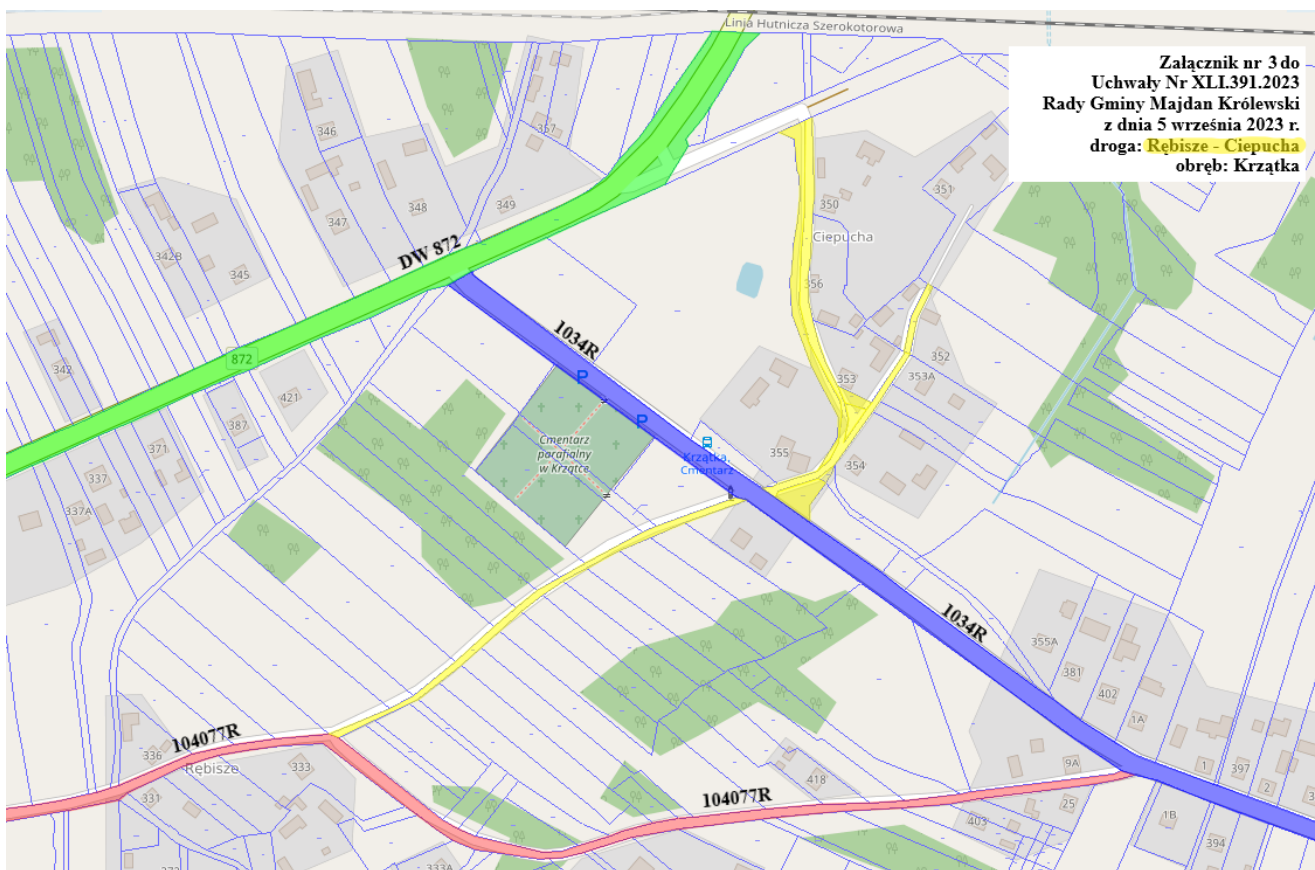 Linja Hutnicza Szerokotorowa
Załącznik nr 3 do
Uchwały Nr XLI.391.2023
Rady Gminy Majdan Królewski
z dnia 5 września 2023 r.
droga: Rębisze - Ciepucha
obręb: Krzątka
346
357
351
350
347
348
349
Ciepucha
DW 872
342B
345
356
1034R
872
342
352
353
353A
P
421
387
P
371
Cmentarz
parafialny
w Krzątce
Krzątka,
Cmentarz
355
354
337
337A
1034R
355A
381
402
1A
104077R
336
Rębisze
333
9A
1
397
418
2
331
104077R
25
403
1B
394
333A